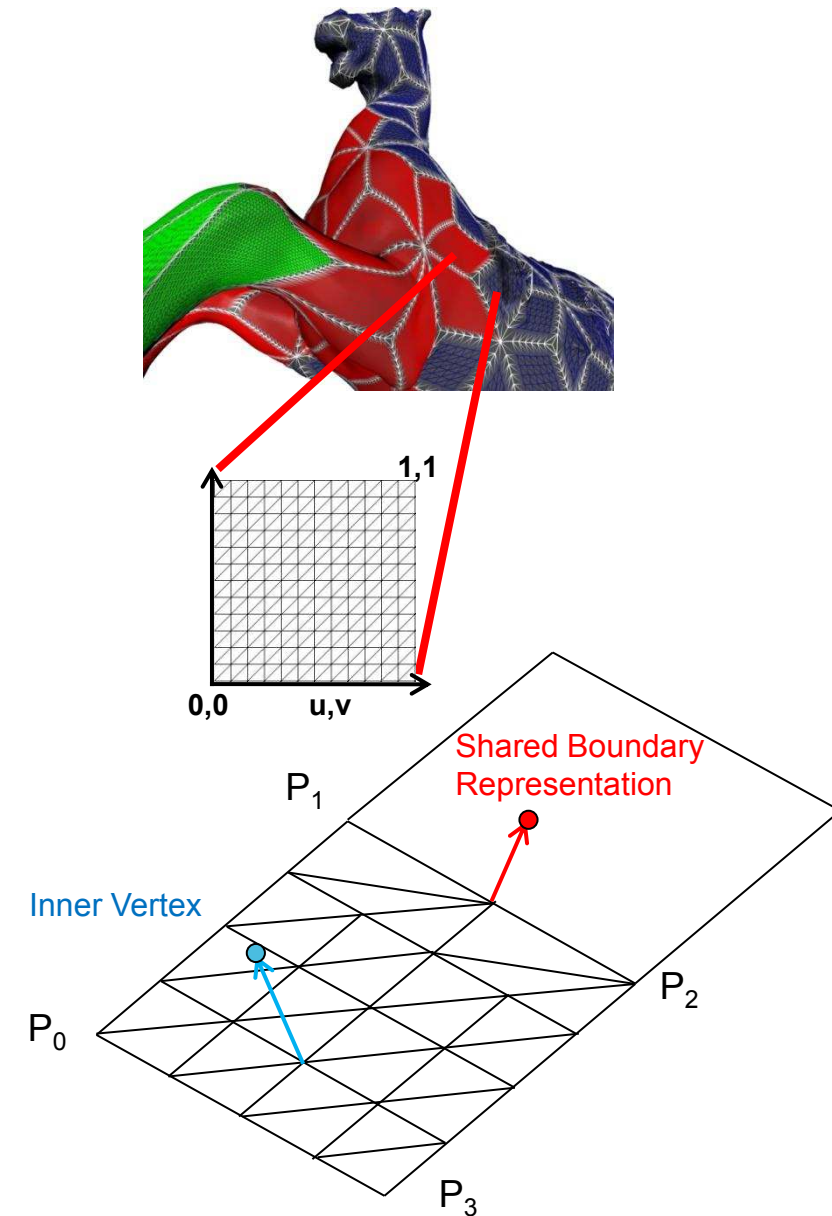 1,1
0,0
u,v
Shared Boundary
Representation
P1
Inner Vertex
P2
P0
P3